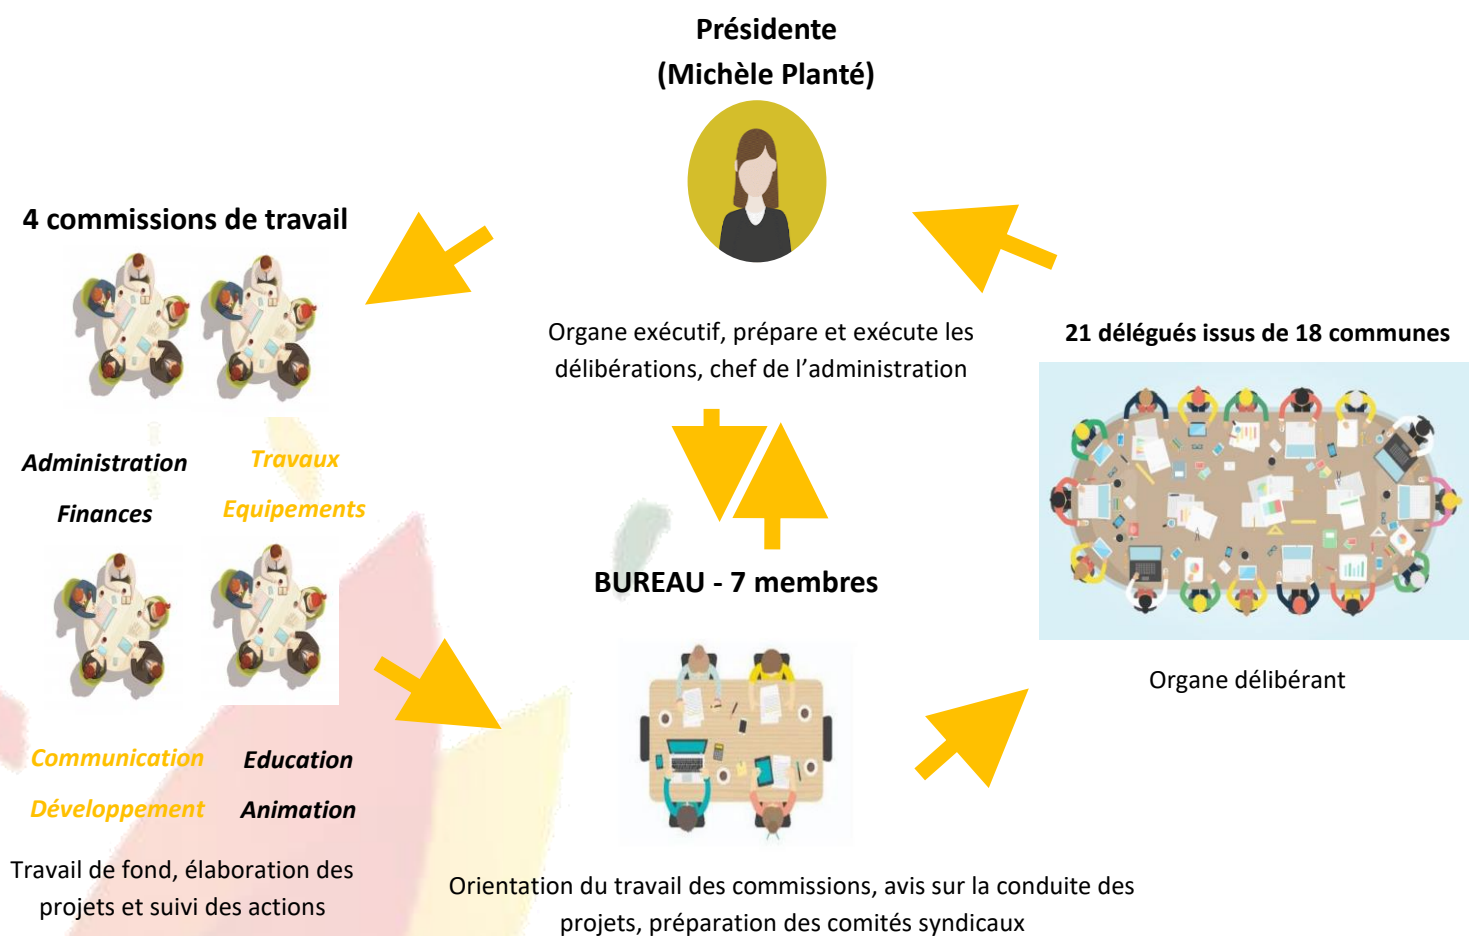 Présidente
(Michèle Planté)
4 commissions de travail
Administration
Finances
Travaux
Equipements
Communication
Développement
Education
Animation
Travail de fond, élaboration des
projets et suivi des actions
Organe exécutif, prépare et exécute les
délibérations, chef de l’administration
BUREAU - 7 membres
Orientation du travail des commissions, avis sur la conduite des
projets, préparation des comités syndicaux
21 délégués issus de 18 communes
Organe délibérant